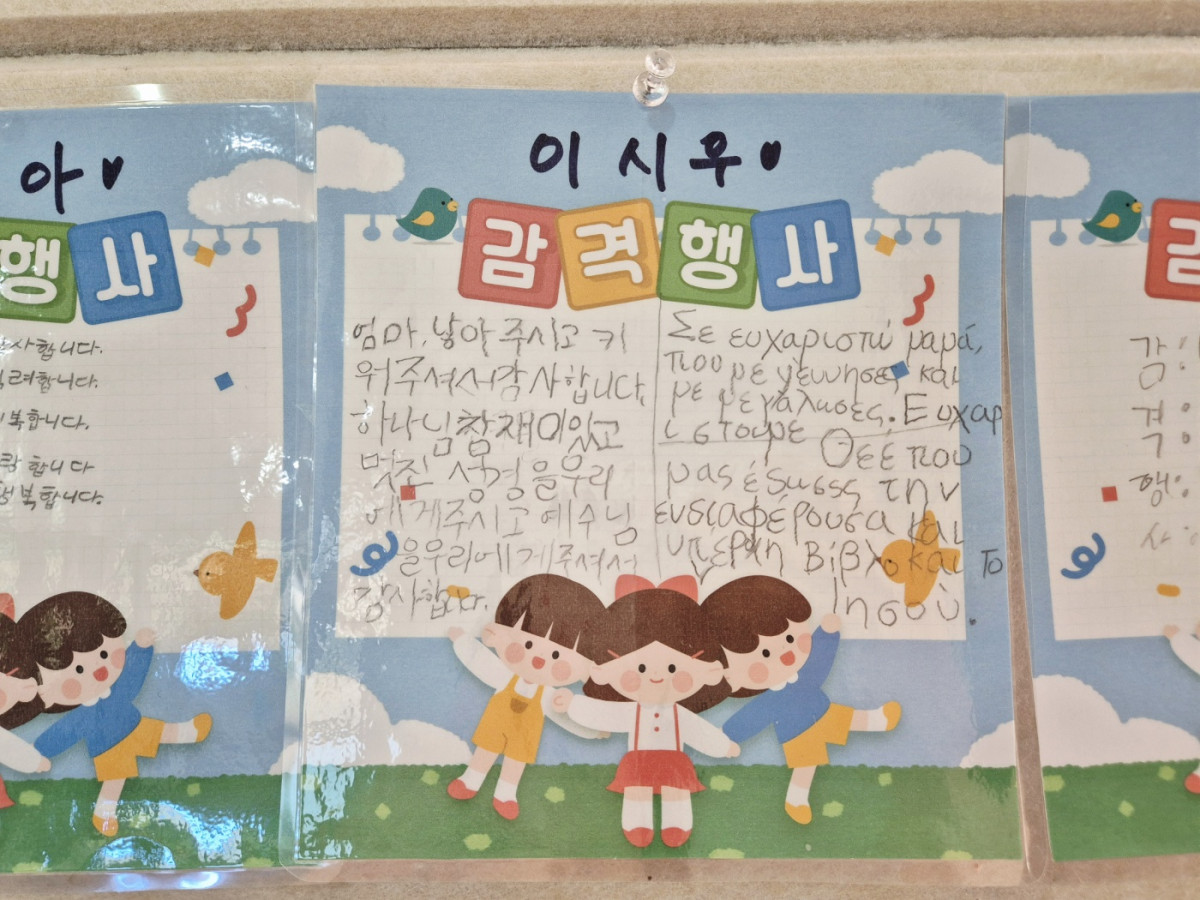 아♥
행사
사합니다.
려합니다.
복합니다.
합니다
행복합니다.
이시우♥
감격행사
엄마, 낳아 주시고 키
워주셔서감사합니다.
하나님참재미있고
멋진 성경을우리
에게주시고예수님
을우리에게주셔서
감사합니다.
Σε ευχαριστώ μαμά,
που με γέννησες και
με μεγάλωσες. Ευχαρ
ιστούμε Θεέ που
μας έδωσες την
ενδιαφέρουσα και
υπέρχη Βίβλο και το
Ιησού.
감
감:
격:
행:
사: